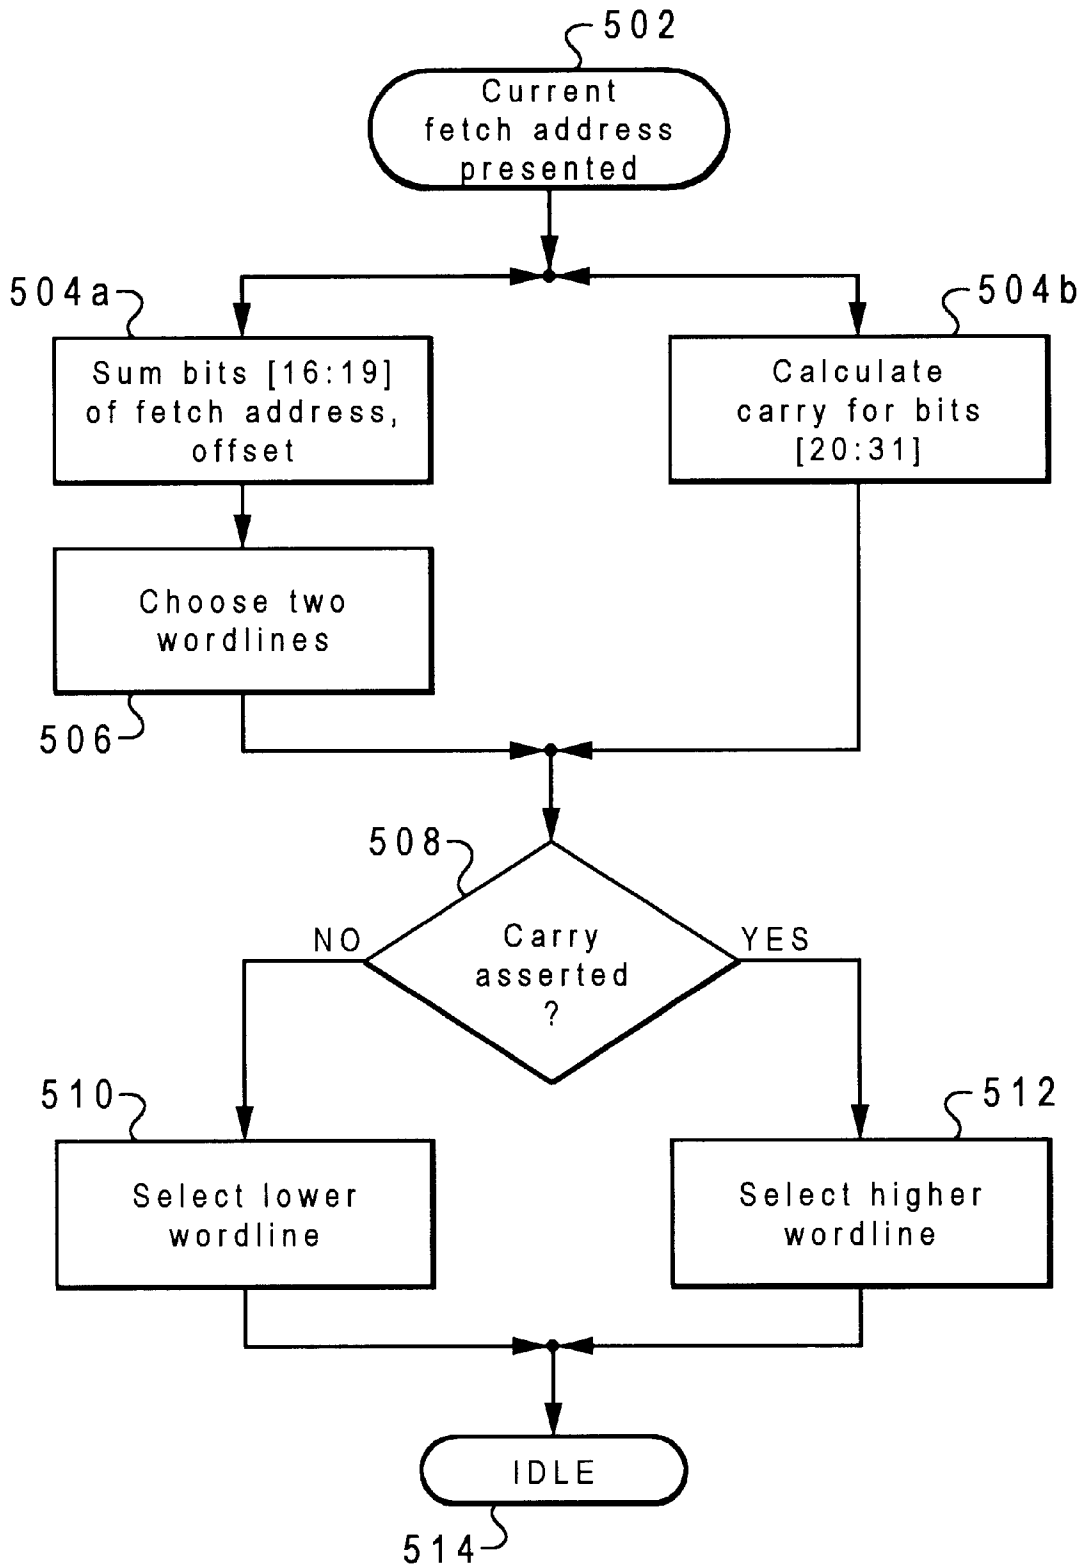 502
Current
fetch address
presented
504a
504b
Sum bits [16:19]
of fetch address,
offset
Calculate
carry for bits
[20:31]
Choose two
wordlines
506
508
NO
YES
Carry
asserted
?
510
512
Select lower
wordline
Select higher
wordline
IDLE
514